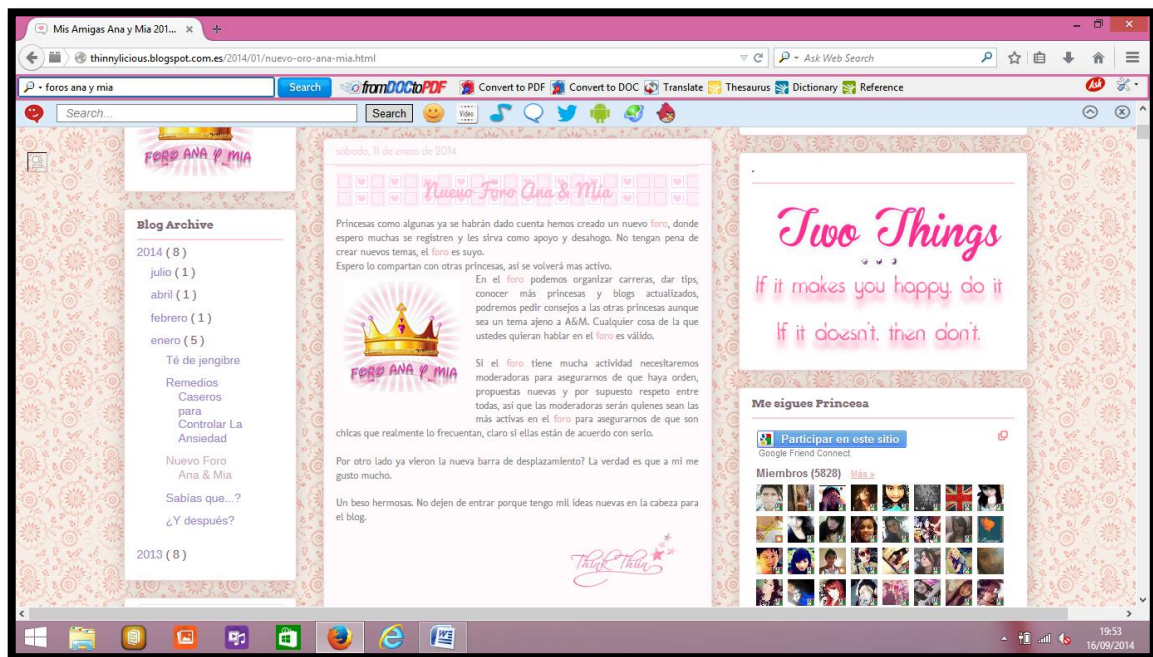 Mis Amigas Ana y Mia 201...
thinnylicious.blogspot.com.es/2014/01/nuevo-oro-ana-mia.html
Ask Web Search
foros ana y mia
Search
fromDOCtoPDF
Convert to PDF
Convert to DOC
Translate
Thesaurus
Dictionary
Reference
Ask
Search...
Search
Video
FORO ANA Y MIA
Blog Archive
2014 ( 8 )
julio ( 1 )
abril ( 1 )
febrero ( 1 )
enero ( 5 )
Té de jengibre
Remedios
Caseros
para
Controlar La
Ansiedad
Nuevo Foro
Ana & Mia
Sabías que...?
¿Y después?
2013 ( 8 )
sábado, 11 de enero de 2014
Nuevo Foro Ana & Mia
Princesas como algunas ya se habrán dado cuenta hemos creado un nuevo foro, donde
espero muchas se registren y les sirva como apoyo y desahogo. No tengan pena de
crear nuevos temas, el foro es suyo.
Espero lo compartan con otras princesas, asi se volverá mas activo.
En el foro podemos organizar carreras, dar tips,
conocer más princesas y blogs actualizados,
podremos pedir consejos a las otras princesas aunque
sea un tema ajeno a A&M. Cualquier cosa de la que
ustedes quieran hablar en el foro es válido.
FORO ANA Y MIA
Si el foro tiene mucha actividad necesitaremos
moderadoras para asegurarnos de que haya orden,
propuestas nuevas y por supuesto respeto entre
todas, así que las moderadoras serán quienes sean las
más activas en el foro para asegurarnos de que son
chicas que realmente lo frecuentan, claro si ellas están de acuerdo con serlo.
Por otro lado ya vieron la nueva barra de desplazamiento? La verdad es que a mi me
gusto mucho.
Un beso hermosas. No dejen de entrar porque tengo mil ideas nuevas en la cabeza para
el blog.
Think Thin
.
Two Things
If it makes you happy, do it
If it doesn't, then don't.
Me sigues Princesa
Participar en este sitio
Google Friend Connect
Miembros (5828) Más »
19:53
16/09/2014